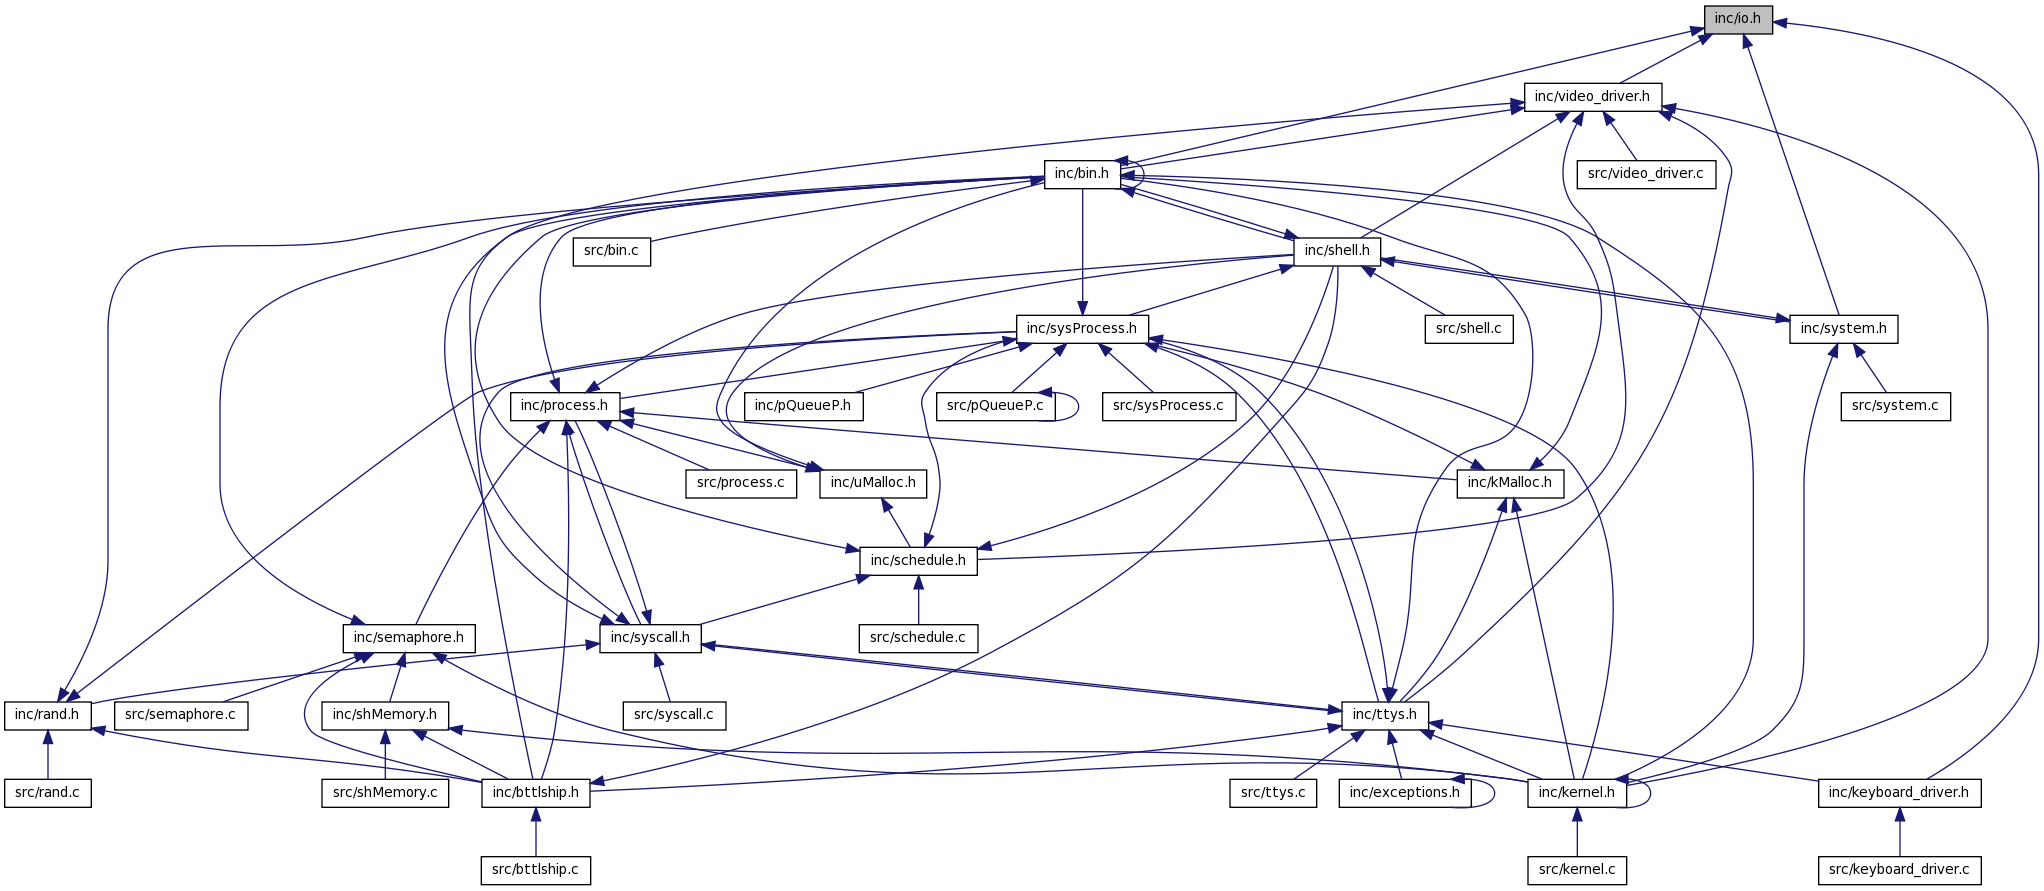 inc/io.h
inc/video_driver.h
inc/bin.h
src/video_driver.c
src/bin.c
inc/shell.h
inc/sysProcess.h
src/shell.c
inc/system.h
inc/process.h
inc/pQueueP.h
src/pQueueP.c
src/sysProcess.c
src/system.c
src/process.c
inc/uMalloc.h
inc/kMalloc.h
inc/schedule.h
inc/semaphore.h
inc/syscall.h
src/schedule.c
inc/rand.h
src/semaphore.c
inc/shMemory.h
src/syscall.c
inc/ttys.h
src/rand.c
src/shMemory.c
inc/bttlship.h
src/ttys.c
inc/exceptions.h
inc/kernel.h
inc/keyboard_driver.h
src/bttlship.c
src/kernel.c
src/keyboard_driver.c